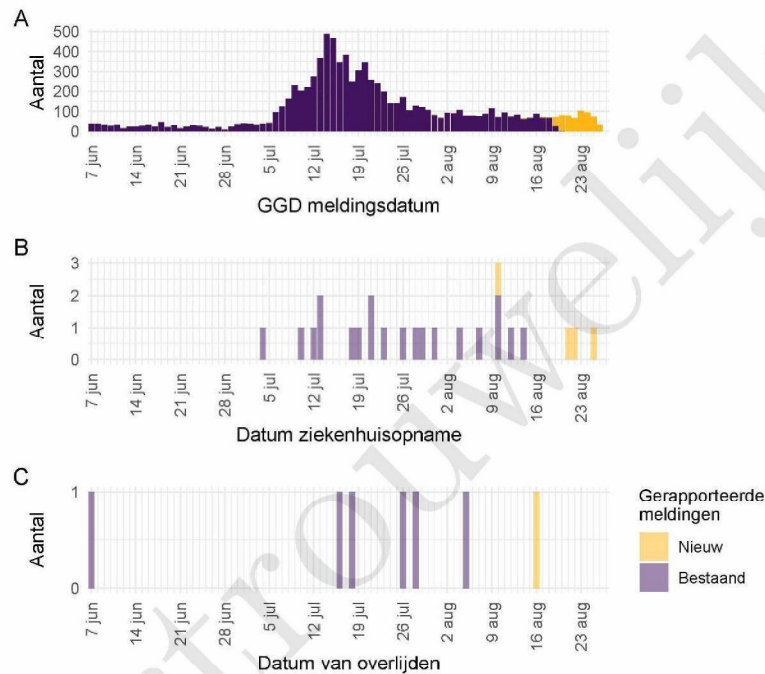 A
500
400
300
200
100
0
Aantal
7 jun
14 jun
21 jun
28 jun
5 jul
12 jul
19 jul
26 jul
2 aug
9 aug
16 aug
23 aug
GGD meldingsdatum
B
3
2
1
0
Aantal
7 jun
14 jun
21 jun
28 jun
5 jul
12 jul
19 jul
26 jul
2 aug
9 aug
16 aug
23 aug
Datum ziekenhuisopname
C
1
0
Aantal
7 jun
14 jun
21 jun
28 jun
5 jul
12 jul
19 jul
26 jul
2 aug
9 aug
16 aug
23 aug
Datum van overlijden
Gerapporteerde
meldingen
Nieuw
Bestaand
trouwelijk